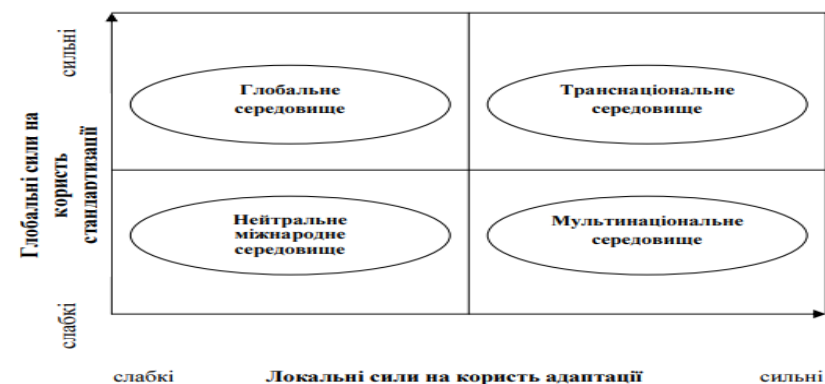 сильні
Глобальні сили на
користь
стандартизації
слабкі
Глобальне
середовище
Транснаціональне
середовище
Нейтральне
міжнародне
середовище
Мультинаціональне
середовище
слабкі Локальні сили на користь адаптації сильні